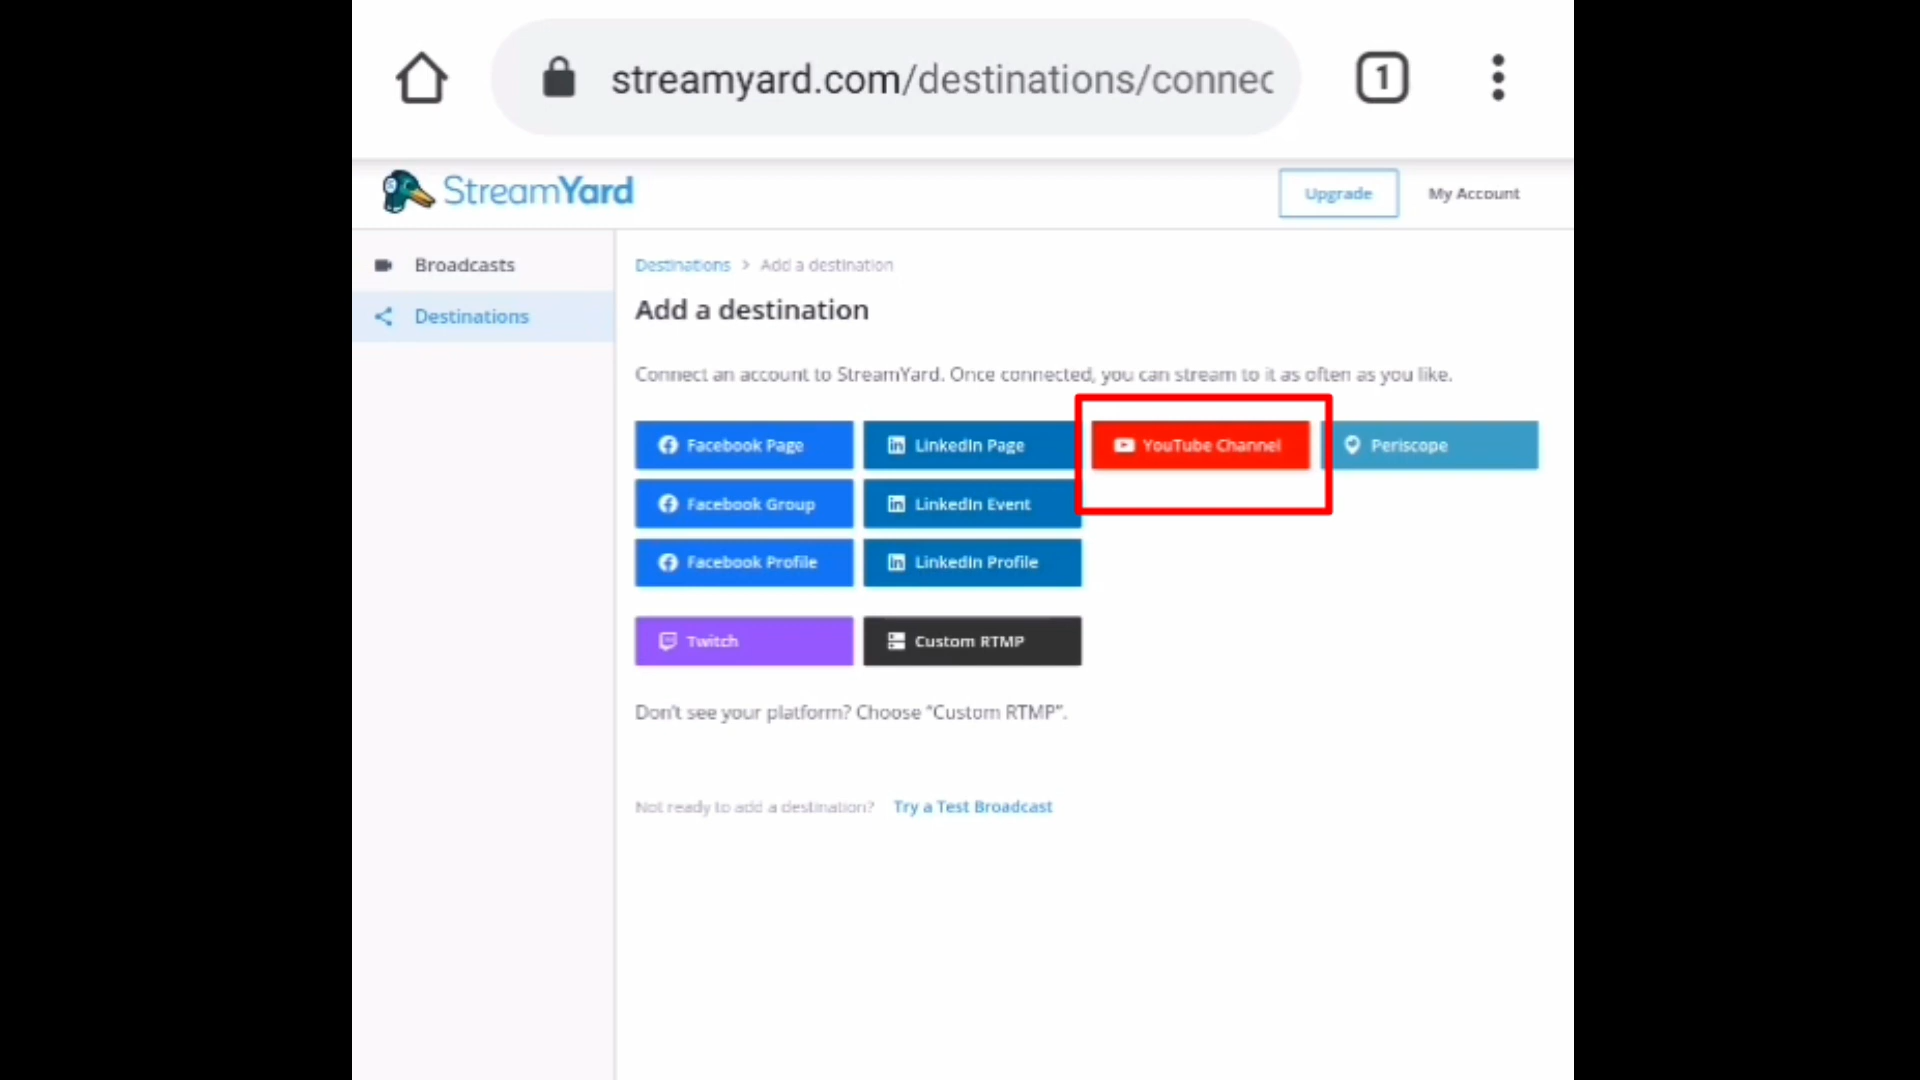 streamyard.com/destinations/connec
1
StreamYard
Upgrade
My Account
Broadcasts
Destinations
Destinations > Add a destination
Add a destination
Connect an account to StreamYard. Once connected, you can stream to it as often as you like.
Facebook Page
LinkedIn Page
YouTube Channel
Periscope
Facebook Group
LinkedIn Event
Facebook Profile
LinkedIn Profile
Twitch
Custom RTMP
Don't see your platform? Choose “Custom RTMP”.
Not ready to add a destination? Try a Test Broadcast